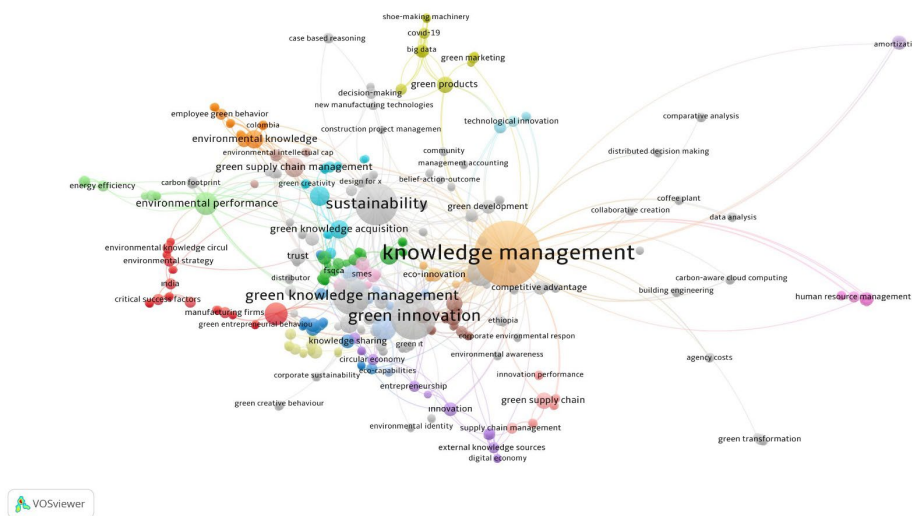 shoe-making machinery
covid-19
case based reasoning
big data
amortizati
green marketing
green products
decision-making
new manufacturing technologies
employee green behavior
colombia
technological innovation
comparative analysis
construction project managemen
environmental knowledge
environmental intellectual cap
community
distributed decision making
green supply chain management
management accounting
energy efficiency
carbon footprint
green creativity
design for x
belief-action-outcome
environmental performance
sustainability
green development
coffee plant
collaborative creation
data analysis
green knowledge acquisition
environmental knowledge circul
trust
knowledge management
environmental strategy
fsqca
smes
eco-innovation
distributor
carbon-aware cloud computing
india
competitive advantage
building engineering
critical success factors
green knowledge management
human resource management
manufacturing firms
green innovation
green entrepreneurial behaviou
ethiopia
knowledge sharing
green it
corporate environmental respon
circular economy
environmental awareness
agency costs
eco-capabilities
corporate sustainability
innovation performance
entrepreneurship
green creative behaviour
green supply chain
innovation
environmental identity
supply chain management
green transformation
external knowledge sources
digital economy
VOSviewer